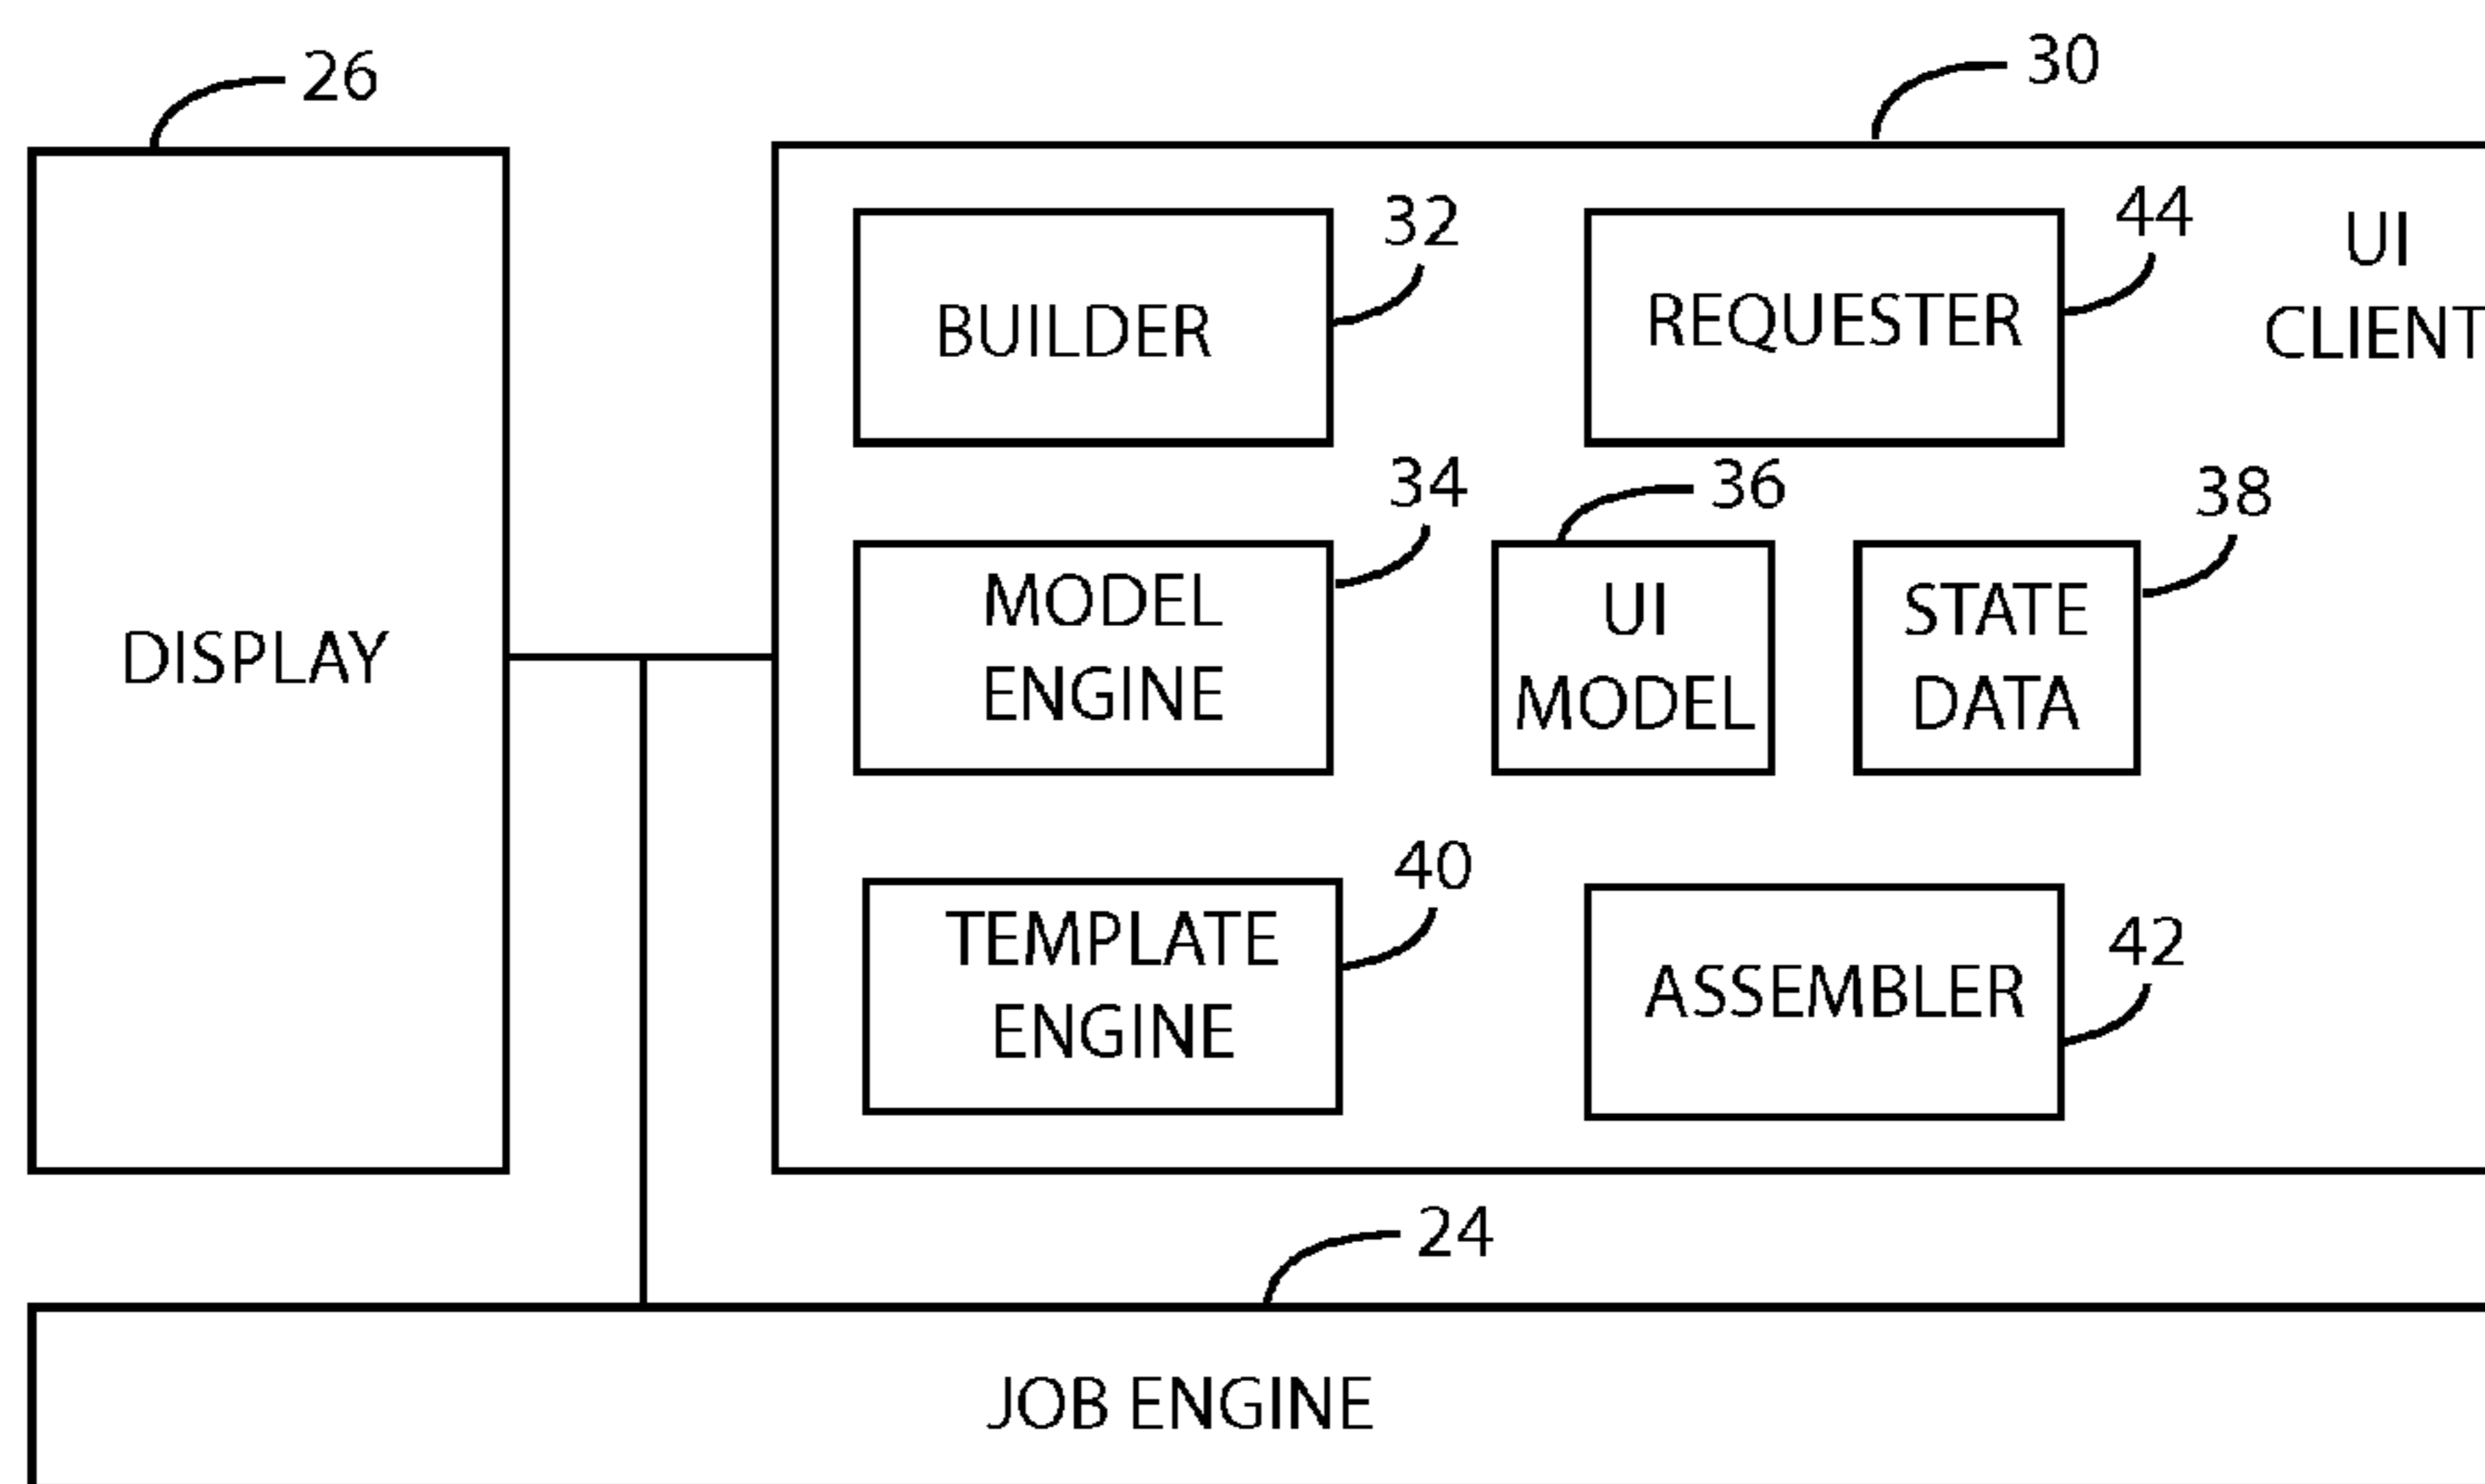 26
30
32
44
UI
CLIENT
BUILDER
REQUESTER
34
36
38
MODEL
ENGINE
UI
MODEL
STATE
DATA
DISPLAY
40
TEMPLATE
ENGINE
42
ASSEMBLER
24
JOB ENGINE